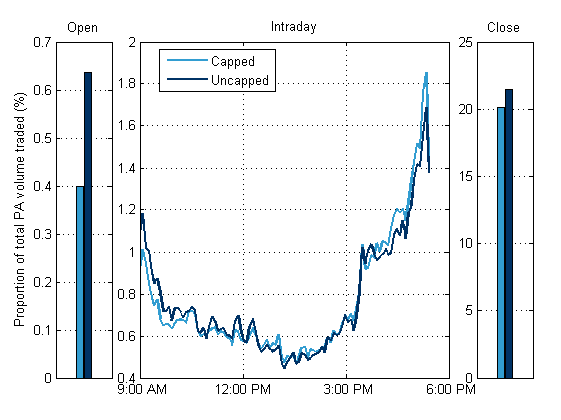 Open
Intraday
Close
Proportion of total PA volume traded (%)
0.7
0.6
0.5
0.4
0.3
0.2
0.1
0
2
1.8
1.6
1.4
1.2
1
0.8
0.6
0.4
Capped
Uncapped
9:00 AM
12:00 PM
3:00 PM
6:00 PM
25
20
15
10
5
0